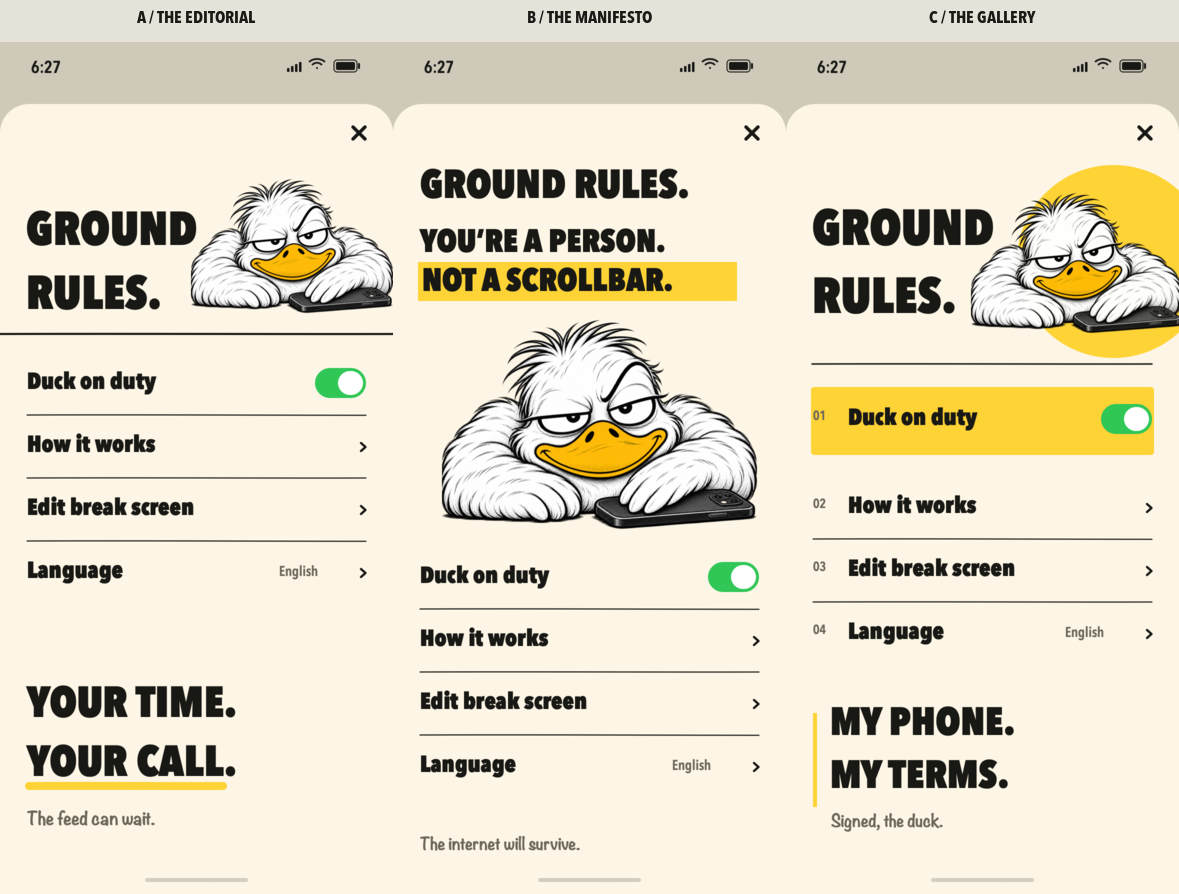 A / THE EDITORIAL
6:27
GROUND
RULES.
Duck on duty
How it works
Edit break screen
Language English
YOUR TIME.
YOUR CALL.
The feed can wait.
B / THE MANIFESTO
6:27
GROUND RULES.
YOU'RE A PERSON.
NOT A SCROLLBAR.
Duck on duty
How it works
Edit break screen
Language English
The internet will survive.
C / THE GALLERY
6:27
GROUND
RULES.
01 Duck on duty
02 How it works
03 Edit break screen
04 Language English
MY PHONE.
MY TERMS.
Signed, the duck.